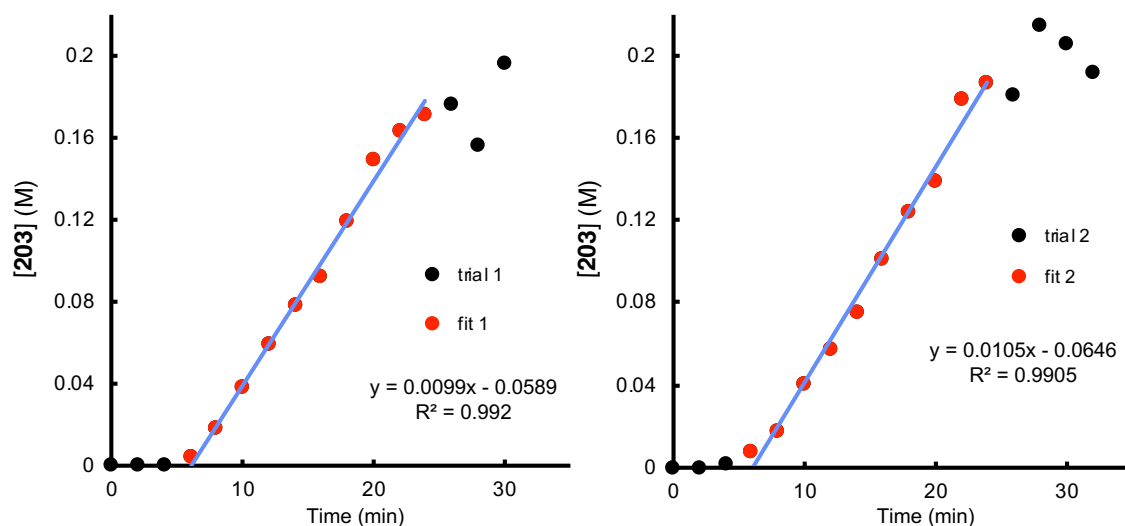 0.2
0.16
0.12
0.08
0.04
0
[203] (M)
trial 1
fit 1
y = 0.0099x - 0.0589
R² = 0.992
0 10 20 30
Time (min)
0.2
0.16
0.12
0.08
0.04
0
[203] (M)
trial 2
fit 2
y = 0.0105x - 0.0646
R² = 0.9905
0 10 20 30
Time (min)